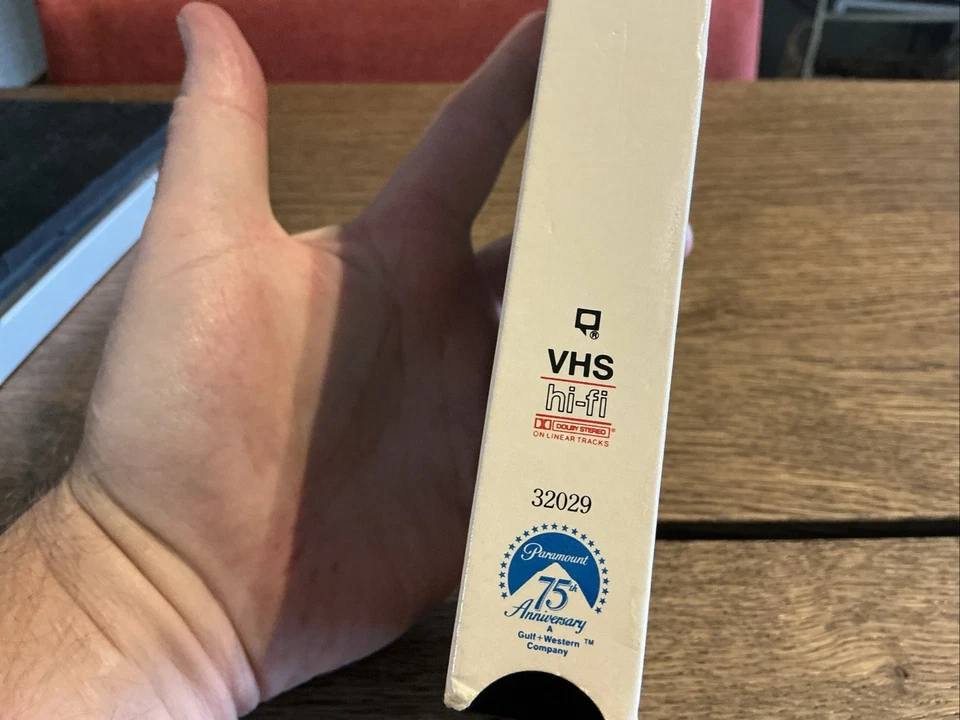 ®
VHS
hi-fi
DOLBY STEREO®
ON LINEAR TRACKS
32029
Paramount
75th
Anniversary
A
Gulf+Western ™
Company